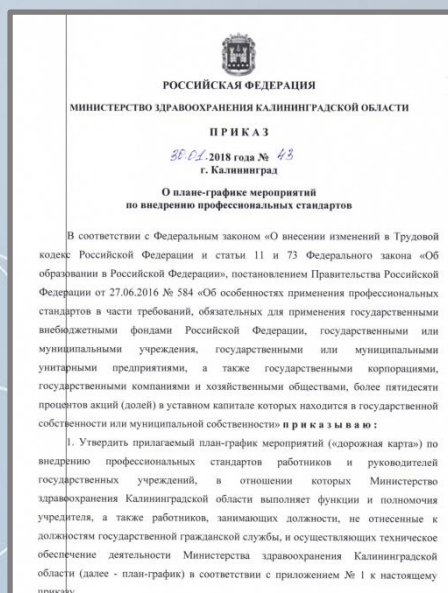 РОССИЙСКАЯ ФЕДЕРАЦИЯ
МИНИСТЕРСТВО ЗДРАВООХРАНЕНИЯ КАЛИНИНГРАДСКОЙ ОБЛАСТИ
ПРИКАЗ
30.01.2018 года № 43
г. Калининград
О плане-графике мероприятий
по внедрению профессиональных стандартов
В соответствии с Федеральным законом «О внесении изменений в Трудовой
кодекс Российской Федерации и статьи 11 и 73 Федерального закона «Об
образовании в Российской Федерации», постановлением Правительства Российской
Федерации от 27.06.2016 № 584 «Об особенностях применения профессиональных
стандартов в части требований, обязательных для применения государственными
внебюджетными фондами Российской Федерации, государственными или
муниципальными учреждения, государственными или муниципальными
унитарными предприятиями, а также государственными корпорациями,
государственными компаниями и хозяйственными обществами, более пятидесяти
процентов акций (долей) в уставном капитале которых находится в государственной
собственности или муниципальной собственности» приказываю:
1. Утвердить прилагаемый план-график мероприятий («дорожная карта») по
внедрению профессиональных стандартов работников и руководителей
государственных учреждений, в отношении которых Министерство
здравоохранения Калининградской области выполняет функции и полномочия
учредителя, а также работников, занимающих должности, не отнесенные к
должностям государственной гражданской службы, и осуществляющих техническое
обеспечение деятельности Министерства здравоохранения Калининградской
области (далее - план-график) в соответствии с приложением № 1 к настоящему
приказу